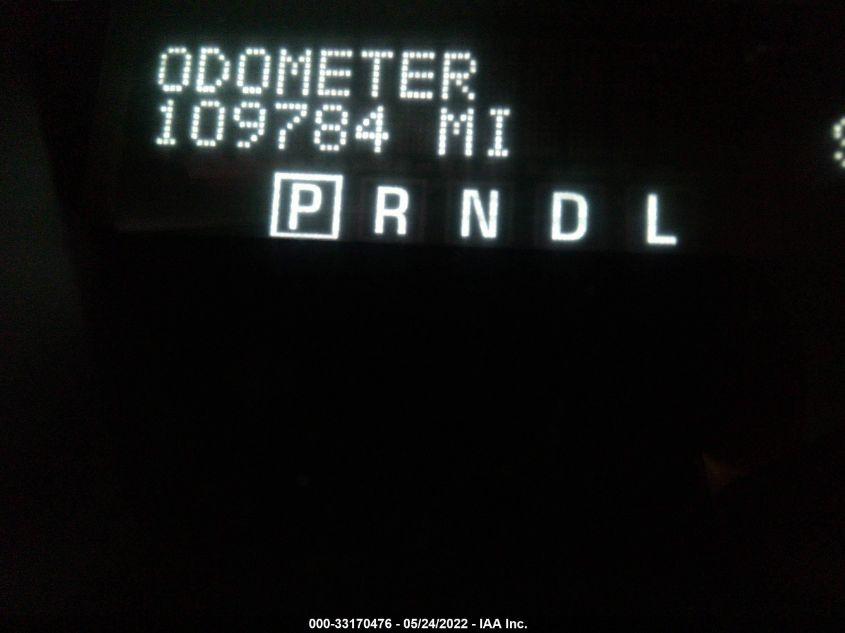 ODOMETER
109784 MI
P R N D L
000-33170476 - 05/24/2022 - IAA Inc.